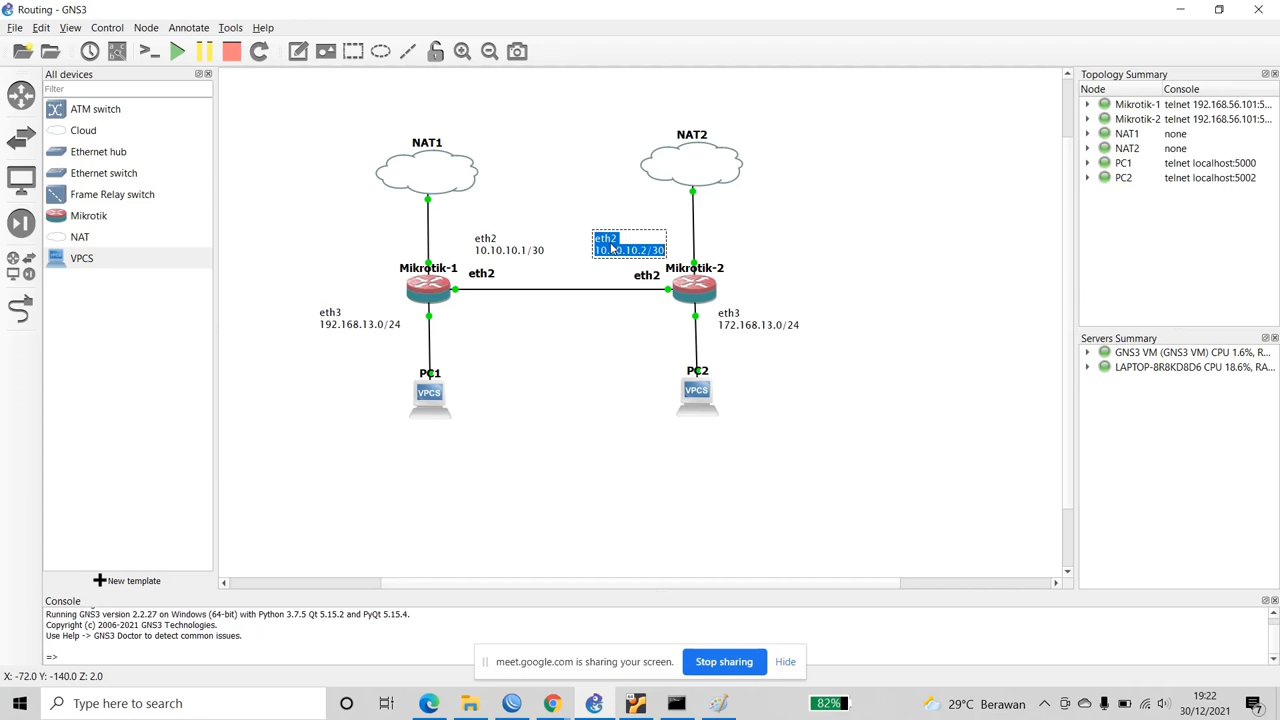 Routing - GNS3
File Edit View Control Node Annotate Tools Help
All devices
Filter
ATM switch
Cloud
Ethernet hub
Ethernet switch
Frame Relay switch
Mikrotik
NAT
VPCS
New template
NAT1
NAT2
eth2
10.10.10.1/30
eth2
10.10.10.2/30
Mikrotik-1
eth2
eth2
Mikrotik-2
eth3
192.168.13.0/24
eth3
172.168.13.0/24
PC1
VPCS
PC2
VPCS
Topology Summary
Node Console
Mikrotik-1 telnet 192.168.56.101:5...
Mikrotik-2 telnet 192.168.56.101:5...
NAT1 none
NAT2 none
PC1 telnet localhost:5000
PC2 telnet localhost:5002
Servers Summary
GNS3 VM (GNS3 VM) CPU 1.6%, R...
LAPTOP-8R8KD8D6 CPU 18.6%, RA...
Console
Running GNS3 version 2.2.27 on Windows (64-bit) with Python 3.7.5 Qt 5.15.2 and PyQt 5.15.4.
Copyright (c) 2006-2021 GNS3 Technologies.
Use Help -> GNS3 Doctor to detect common issues.
=>
meet.google.com is sharing your screen. Stop sharing Hide
X: -72.0 Y: -140.0 Z: 2.0
Type here to search
82%
29°C Berawan
19:22
30/12/2021